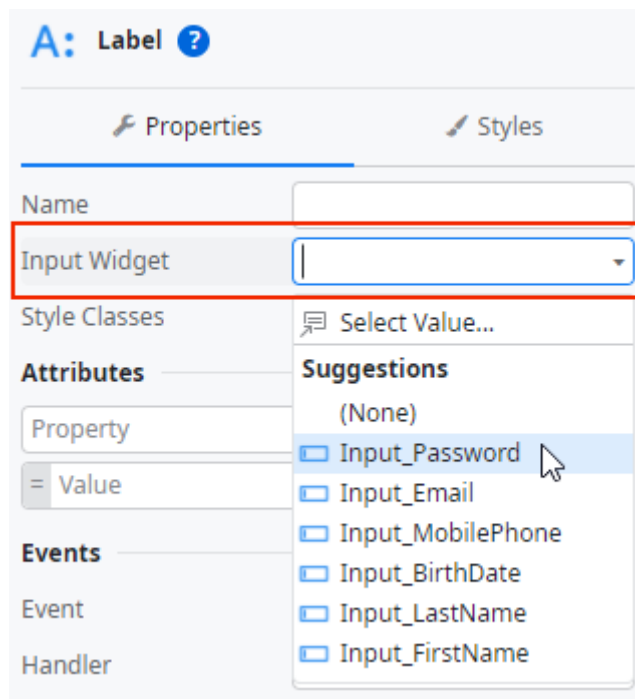 A: Label ?
Properties
Styles
Name
Input Widget
Style Classes
Select Value...
Attributes
Suggestions
(None)
Property
Input_Password
= Value
Input_Email
Input_MobilePhone
Events
Input_BirthDate
Event
Input_LastName
Handler
Input_FirstName